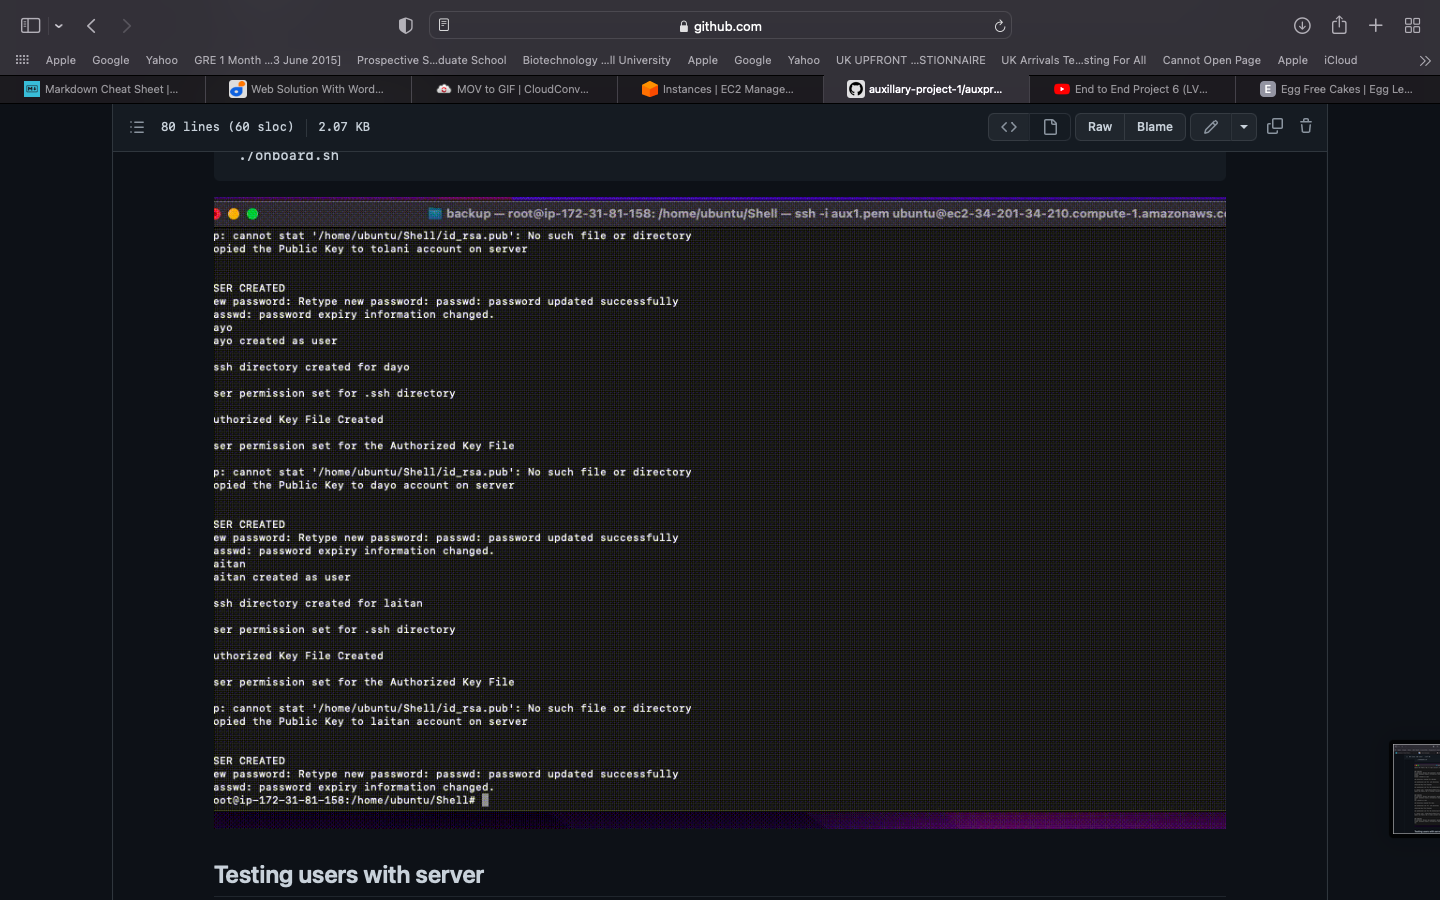 github.com
Apple Google Yahoo GRE 1 Month ...3 June 2015] Prospective S...duate School Biotechnology ...ll University Apple Google Yahoo UK UPFRONT ...STIONNAIRE UK Arrivals Te...sting For All Cannot Open Page Apple iCloud
Markdown Cheat Sheet |... Web Solution With Word... MOV to GIF | CloudConv... Instances | EC2 Manage... auxillary-project-1/auxpr... End to End Project 6 (LV... E Egg Free Cakes | Egg Le...
80 lines (60 sloc) 2.07 KB Raw Blame
./onboard.sh
backup — root@ip-172-31-81-158: /home/ubuntu/Shell — ssh -i aux1.pem ubuntu@ec2-34-201-34-210.compute-1.amazonaws.c
p: cannot stat '/home/ubuntu/Shell/id_rsa.pub': No such file or directory
opied the Public Key to tolani account on server
SER CREATED
ew password: Retype new password: passwd: password updated successfully
asswd: password expiry information changed.
ayo
ayo created as user
ssh directory created for dayo
ser permission set for .ssh directory
uthorized Key File Created
ser permission set for the Authorized Key File
p: cannot stat '/home/ubuntu/Shell/id_rsa.pub': No such file or directory
opied the Public Key to dayo account on server
SER CREATED
ew password: Retype new password: passwd: password updated successfully
asswd: password expiry information changed.
aitan
aitan created as user
ssh directory created for laitan
ser permission set for .ssh directory
uthorized Key File Created
ser permission set for the Authorized Key File
p: cannot stat '/home/ubuntu/Shell/id_rsa.pub': No such file or directory
opied the Public Key to laitan account on server
SER CREATED
ew password: Retype new password: passwd: password updated successfully
asswd: password expiry information changed.
oot@ip-172-31-81-158:/home/ubuntu/Shell#
Testing users with server